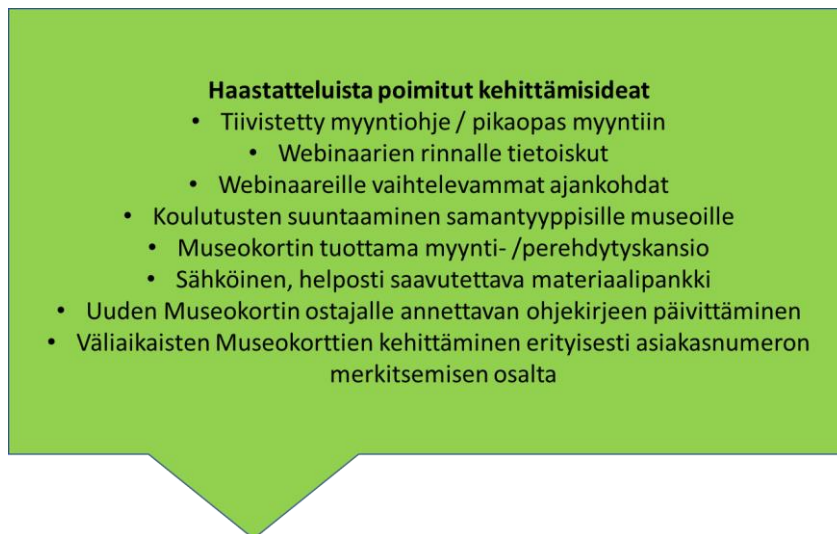 Haastatteluista poimitut kehittämisideat
• Tiivistetty myyntiohje / pikaopas myyntiin
• Webinaarien rinnalle tietoiskut
• Webinaareille vaihtelevammat ajankohdat
• Koulutusten suuntaaminen samantyyppisille museoille
• Museokortin tuottama myynti- /perehdytyskansio
• Sähköinen, helposti saavutettava materiaalipankki
• Uuden Museokortin ostajalle annettavan ohjekirjeen päivittäminen
• Väliaikaisten Museokorttien kehittäminen erityisesti asiakasnumeron
merkitsemisen osalta